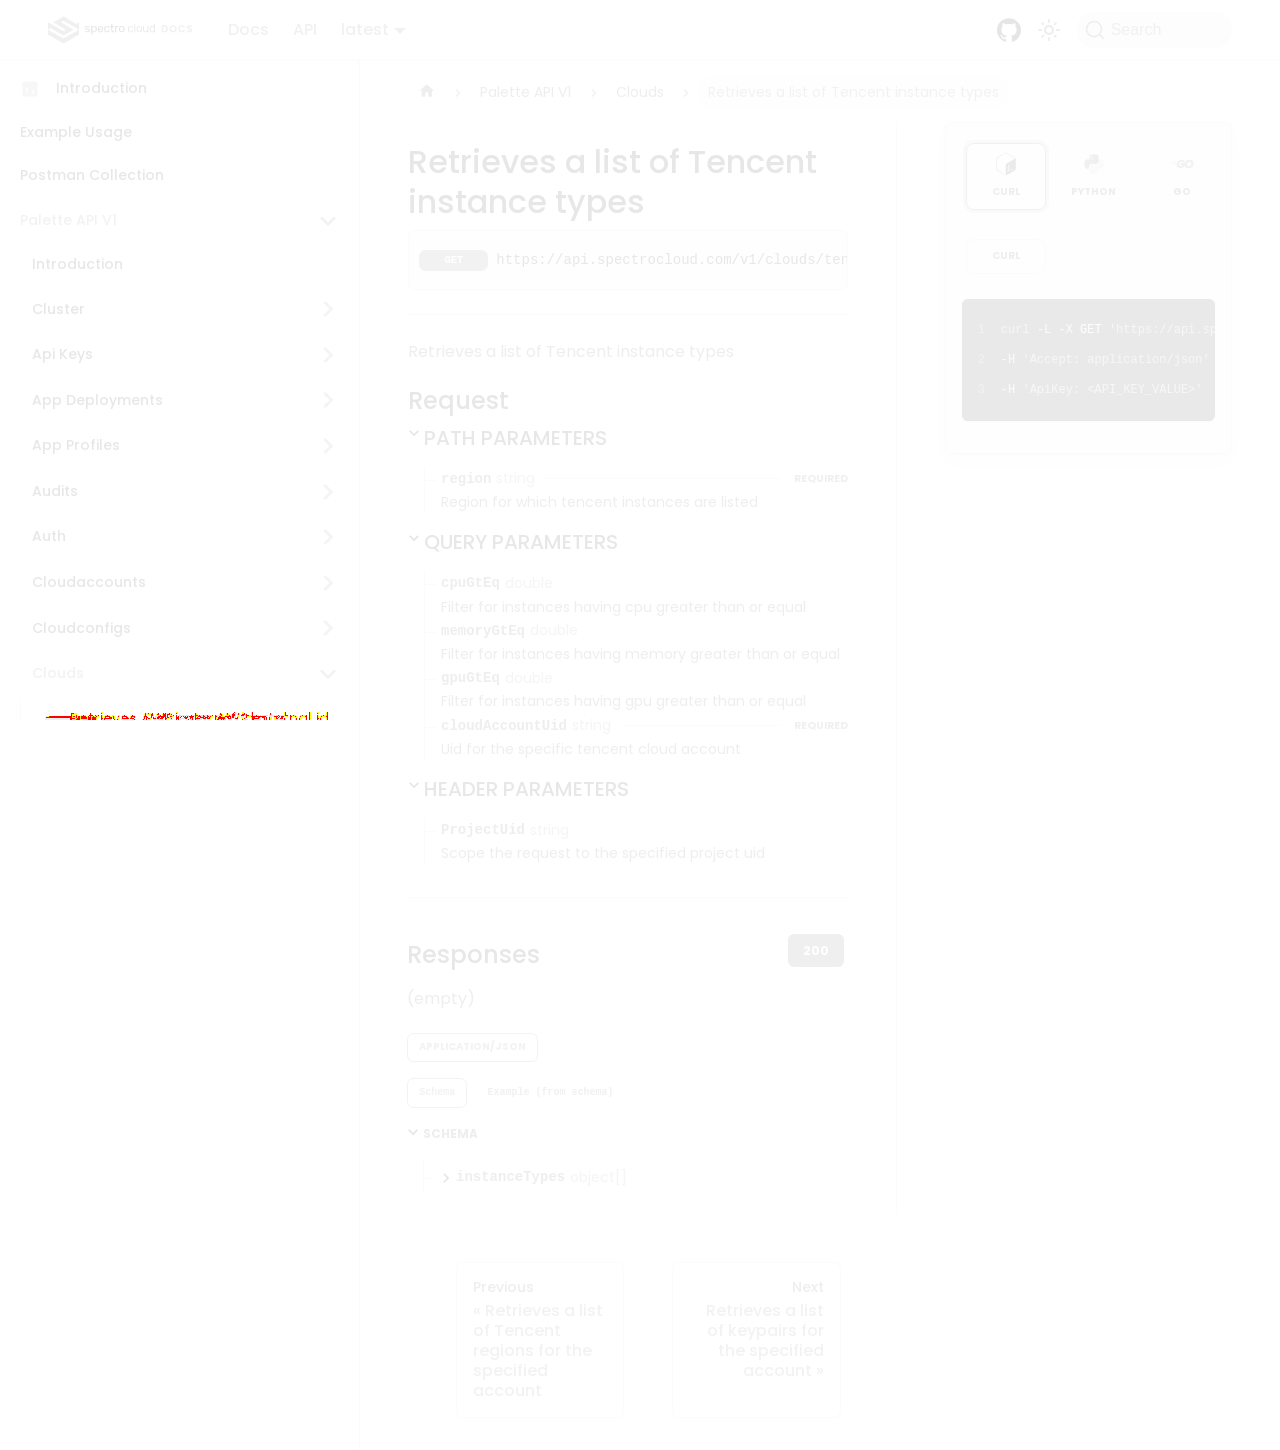 spectro cloud DOCS
Docs
API
latest
Search
Introduction
Example Usage
Postman Collection
Palette API V1
Introduction
Cluster
Api Keys
App Deployments
App Profiles
Audits
Auth
Cloudaccounts
Cloudconfigs
Clouds
Palette API V1
Clouds
Retrieves a list of Tencent instance types
Retrieves a list of Tencent
instance types
GET https://api.spectrocloud.com/v1/clouds/ten
Retrieves a list of Tencent instance types
Request
PATH PARAMETERS
region string REQUIRED
Region for which tencent instances are listed
QUERY PARAMETERS
cpuGtEq double
Filter for instances having cpu greater than or equal
memoryGtEq double
Filter for instances having memory greater than or equal
gpuGtEq double
Filter for instances having gpu greater than or equal
cloudAccountUid string REQUIRED
Uid for the specific tencent cloud account
HEADER PARAMETERS
ProjectUid string
Scope the request to the specified project uid
Responses
200
(empty)
APPLICATION/JSON
Schema
Example (from schema)
SCHEMA
instanceTypes object[]
Previous
« Retrieves a list
of Tencent
regions for the
specified
account
Next
Retrieves a list
of keypairs for
the specified
account »
CURL
PYTHON
GO
CURL
1 curl -L -X GET 'https://api.sp
2 -H 'Accept: application/json'
3 -H 'ApiKey: <API_KEY_VALUE>'